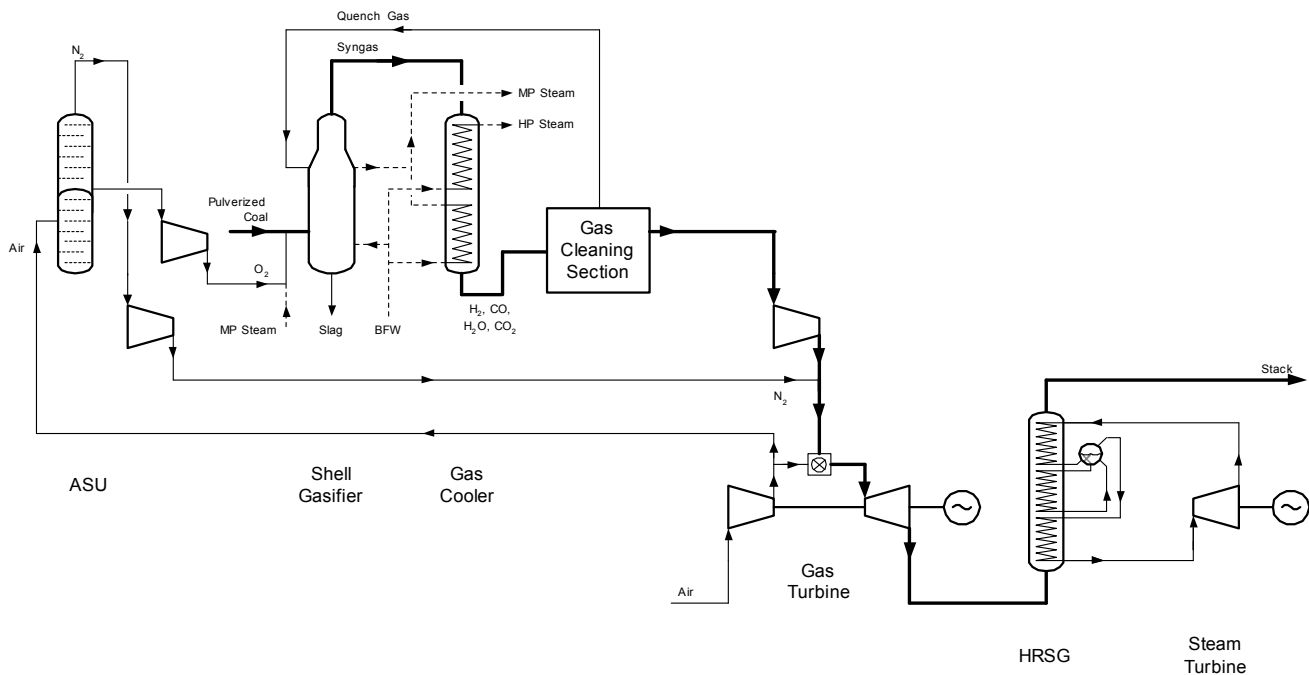 Quench Gas
N2
Syngas
MP Steam
HP Steam
Pulverized
Coal
Air
O2
Gas
Cleaning
Section
MP Steam
Slag
BFW
H2, CO,
H2O, CO2
N2
Stack
ASU
Shell
Gasifier
Gas
Cooler
Air
Gas
Turbine
HRSG
Steam
Turbine